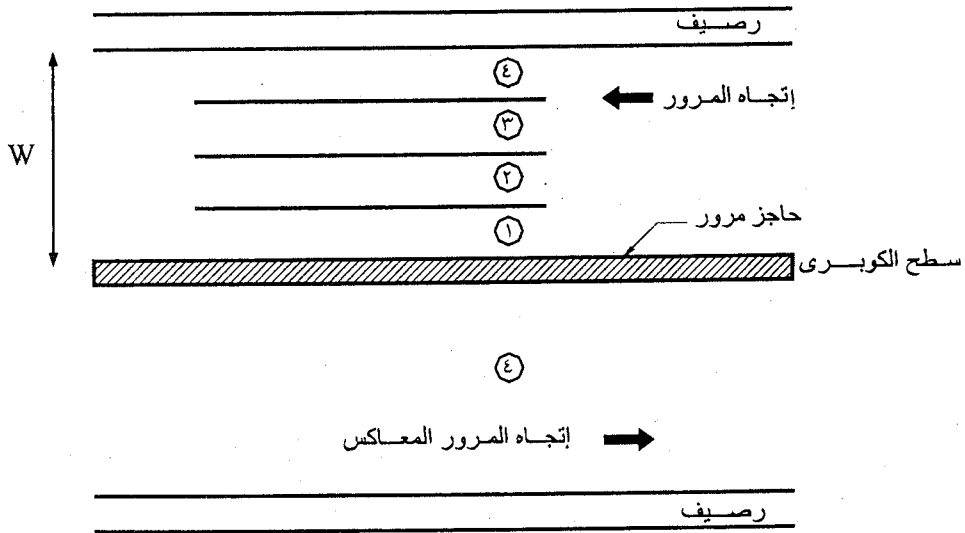 رصيف
٤
إتجاه المرور
٣
W
٢
حاجز مرور
١
سطح الكوبرى
٤
إتجاه المرور المعاكس
رصيف